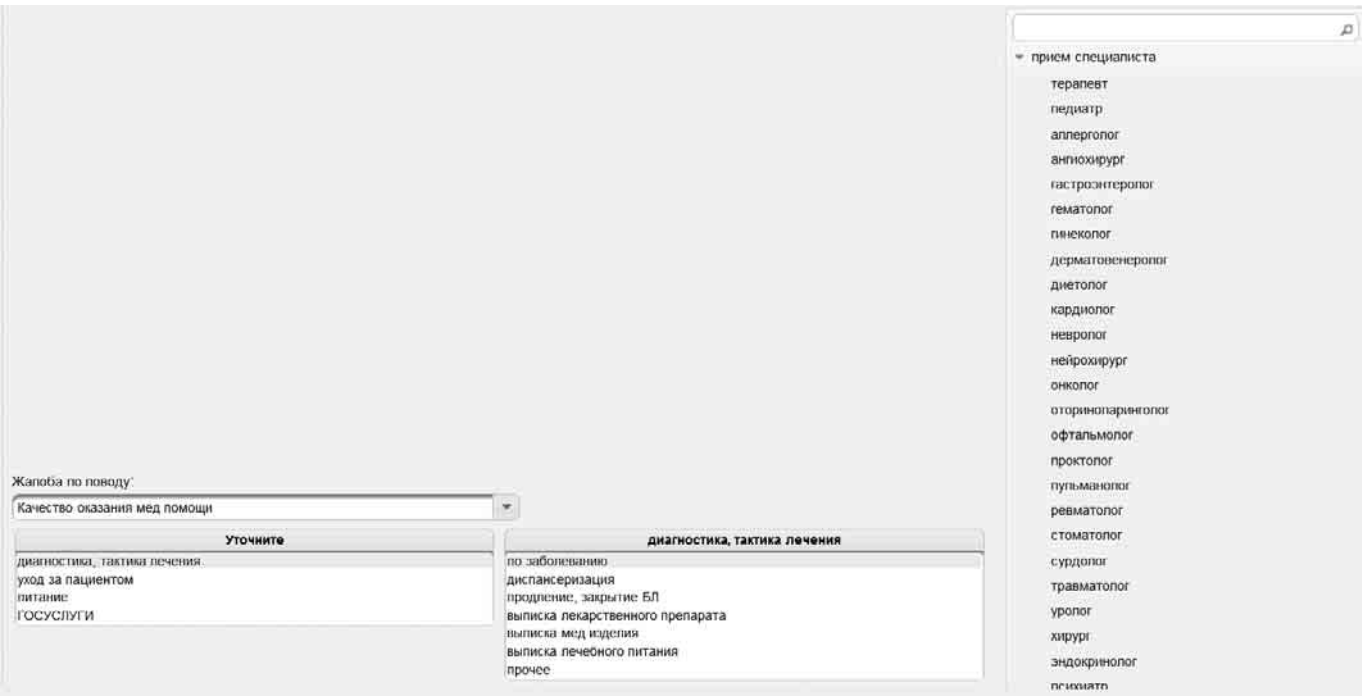 Жалоба по поводу:
Качество оказания мед помощи
Уточните
диагностика, тактика лечения
уход за пациентом
питание
ГОСУСЛУГИ
диагностика, тактика лечения
по заболеванию
диспансеризация
продление, закрытие БЛ
выписка лекарственного препарата
выписка мед изделия
выписка лечебного питания
прочее
прием специалиста
терапевт
педиатр
аллерголог
ангиохирург
гастроэнтеролог
гематолог
гинеколог
дерматовенеролог
диетолог
кардиолог
невролог
нейрохирург
онколог
оториноларинголог
офтальмолог
проктолог
пульманолог
ревматолог
стоматолог
сурдолог
травматолог
уролог
хирург
эндокринолог
психиатр